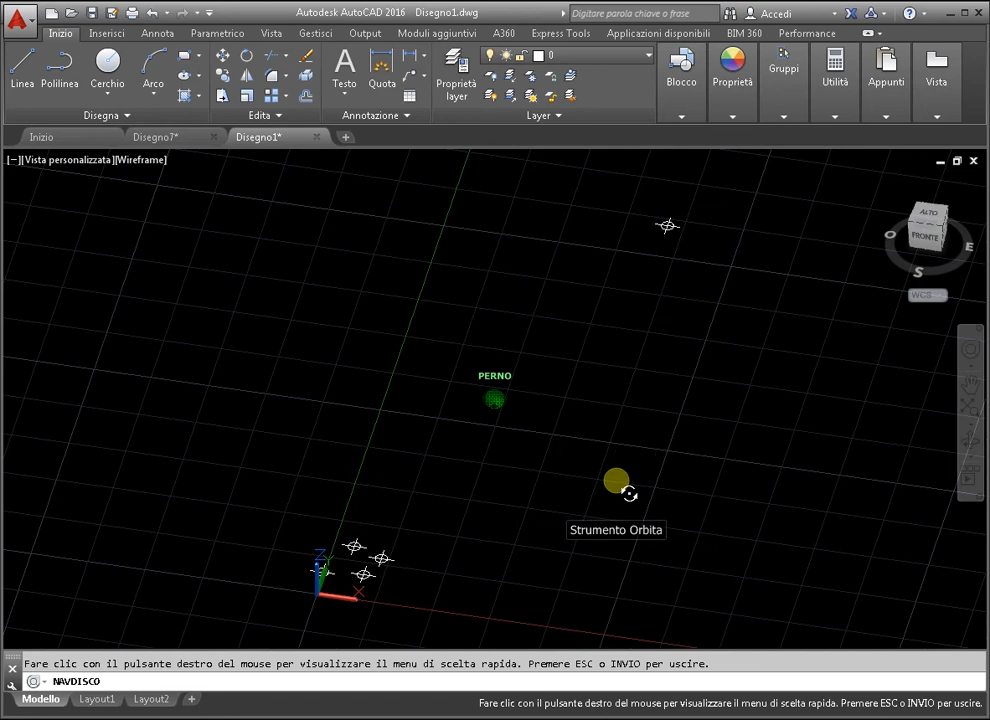 Autodesk AutoCAD 2016 Disegno1.dwg
Digitare parola chiave o frase
Accedi
Inizio Inserisci Annota Parametrico Vista Gestisci Output Moduli aggiuntivi A360 Express Tools Applicazioni disponibili BIM 360 Performance
0
Linea Polilinea Cerchio Arco
Testo Quota
Proprietà layer
Blocco Proprietà Gruppi Utilità Appunti Vista
Disegna Edita Annotazione Layer
Inizio Disegno7* Disegno1*
[−][Vista personalizzata][Wireframe]
ALTO
FRONTE
O E
S
WCS
PERNO
Strumento Orbita
Z Y
X
Fare clic con il pulsante destro del mouse per visualizzare il menu di scelta rapida. Premere ESC o INVIO per uscire.
NAVDISCO
Modello Layout1 Layout2
Fare clic con il pulsante destro del mouse per visualizzare il menu di scelta rapida. Premere ESC o INVIO per uscire.